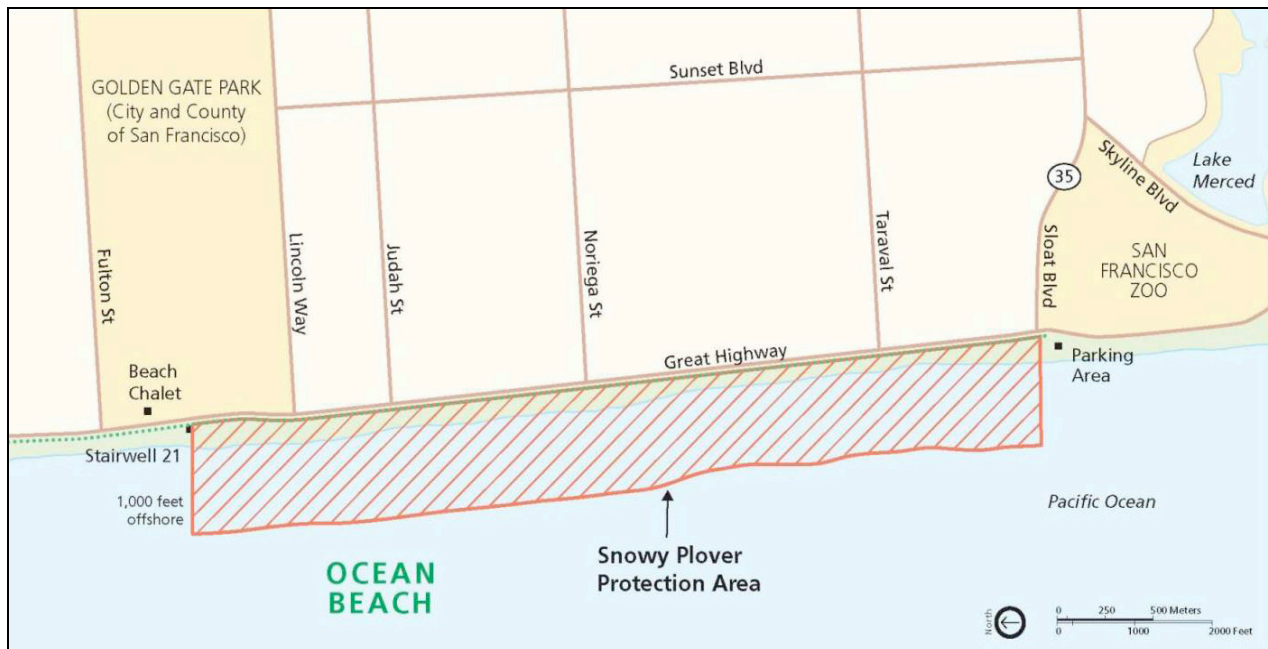 GOLDEN GATE PARK
(City and County
of San Francisco)
Sunset Blvd
Skyline Blvd
Lake
Merced
35
Fulton St
Lincoln Way
Judah St
Noriega St
Taraval St
Sloat Blvd
SAN
FRANCISCO
ZOO
Great Highway
Beach
Chalet
Parking
Area
Stairwell 21
1,000 feet
offshore
Pacific Ocean
Snowy Plover
Protection Area
OCEAN
BEACH
North
0 250 500 Meters
0 1000 2000 Feet